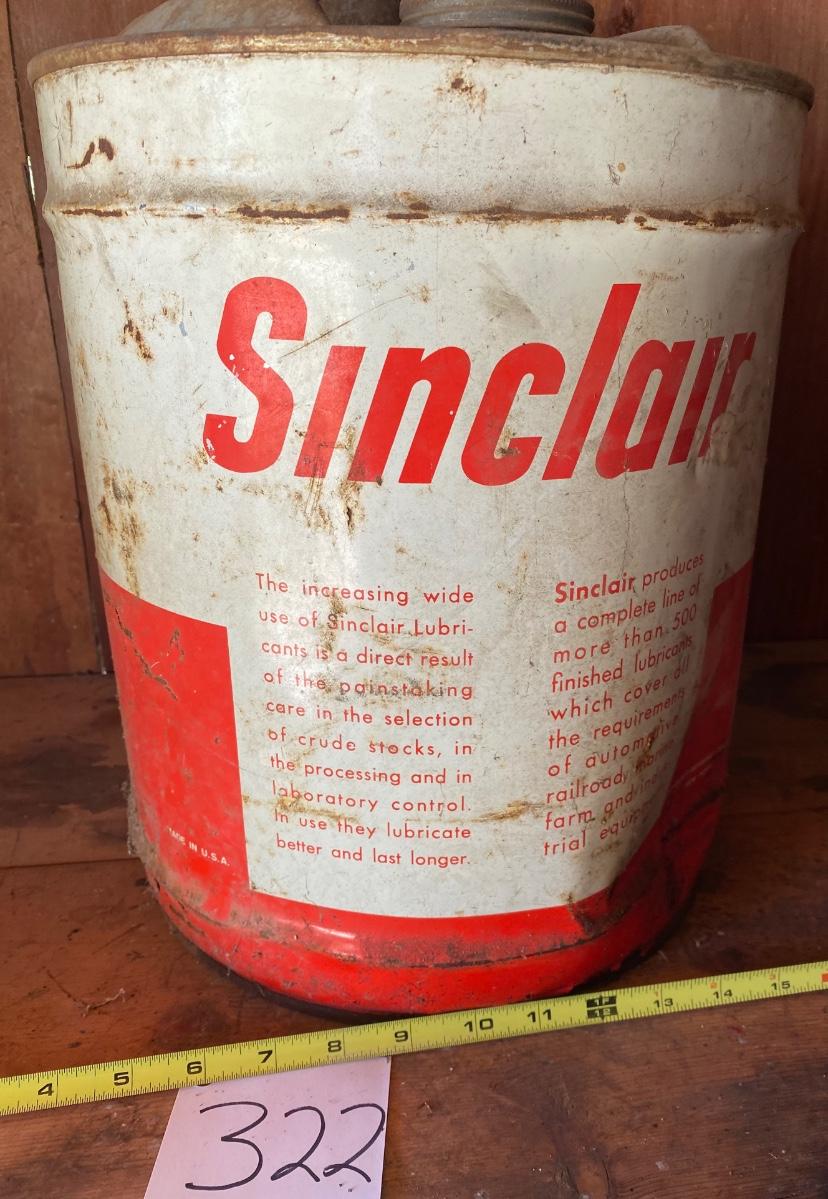 Sinclair
The increasing wide
use of Sinclair Lubri-
cants is a direct result
of the painstaking
care in the selection
of crude stocks, in
the processing and in
laboratory control.
In use they lubricate
better and last longer.
Sinclair produces
a complete line of
more than 500
finished lubricants
which cover all
the requirements
of automotive
railroad, marine
farm and
trial
MADE IN U.S.A.
4 5 6 7 8 9 10 11 1F 12 13 14 15
322